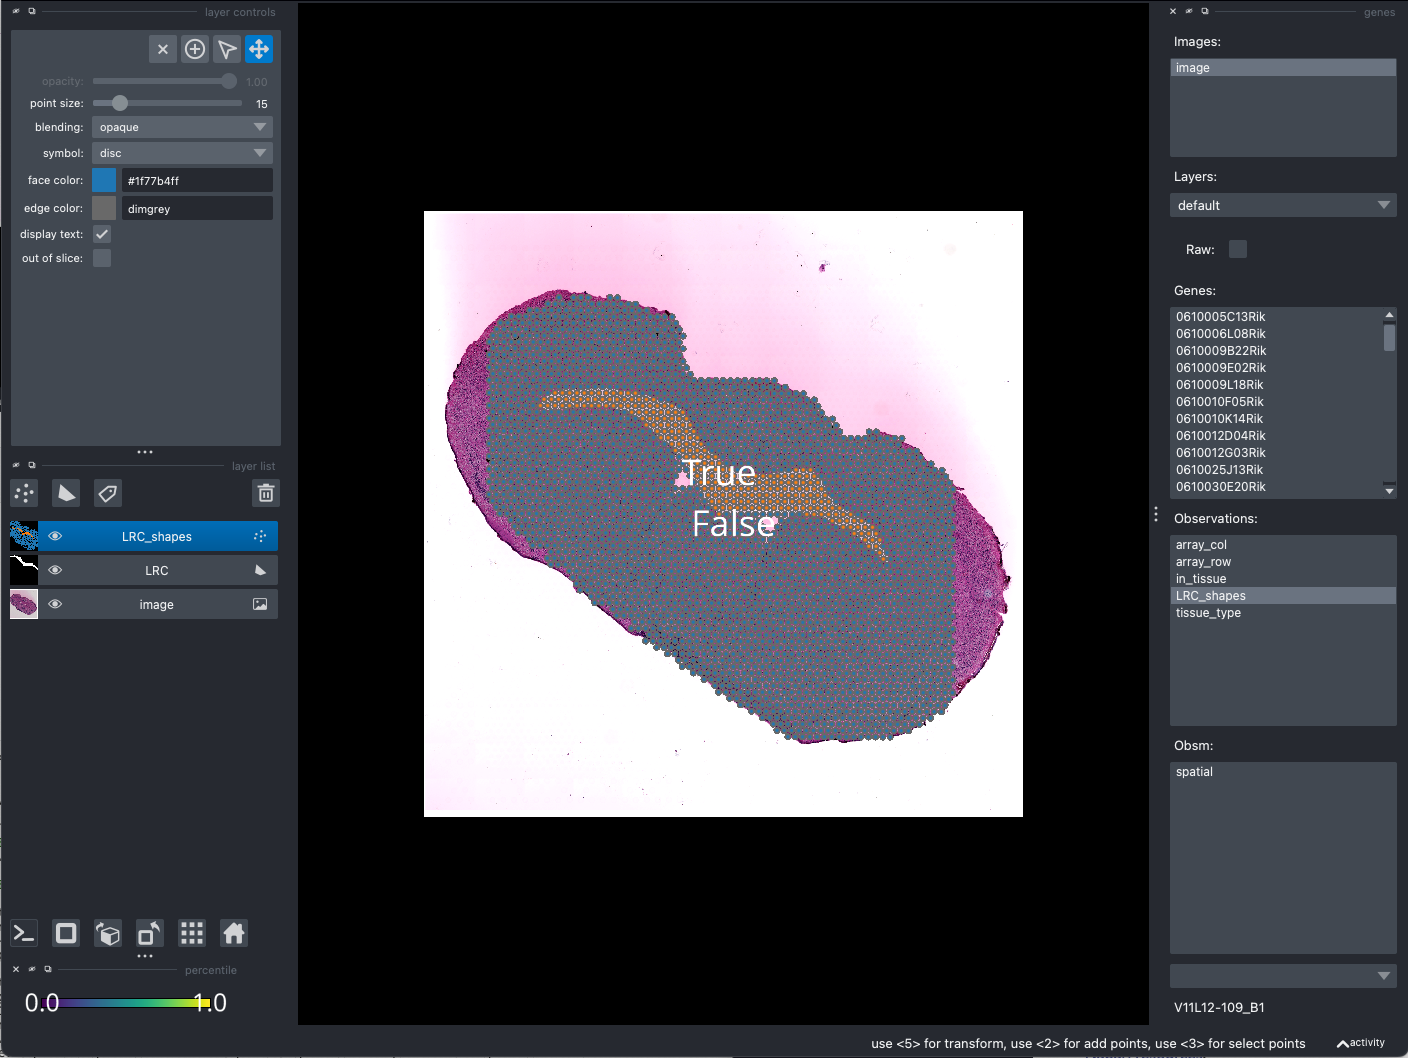 layer controls
opacity: 1.00
point size: 15
blending: opaque
symbol: disc
face color: #1f77b4ff
edge color: dimgrey
display text:
out of slice:
layer list
LRC_shapes
LRC
image
percentile
0.0 1.0
True
False
genes
Images:
image
Layers:
default
Raw:
Genes:
0610005C13Rik
0610006L08Rik
0610009B22Rik
0610009E02Rik
0610009L18Rik
0610010F05Rik
0610010K14Rik
0610012D04Rik
0610012G03Rik
0610025J13Rik
0610030E20Rik
Observations:
array_col
array_row
in_tissue
LRC_shapes
tissue_type
Obsm:
spatial
V11L12-109_B1
use <5> for transform, use <2> for add points, use <3> for select points
activity